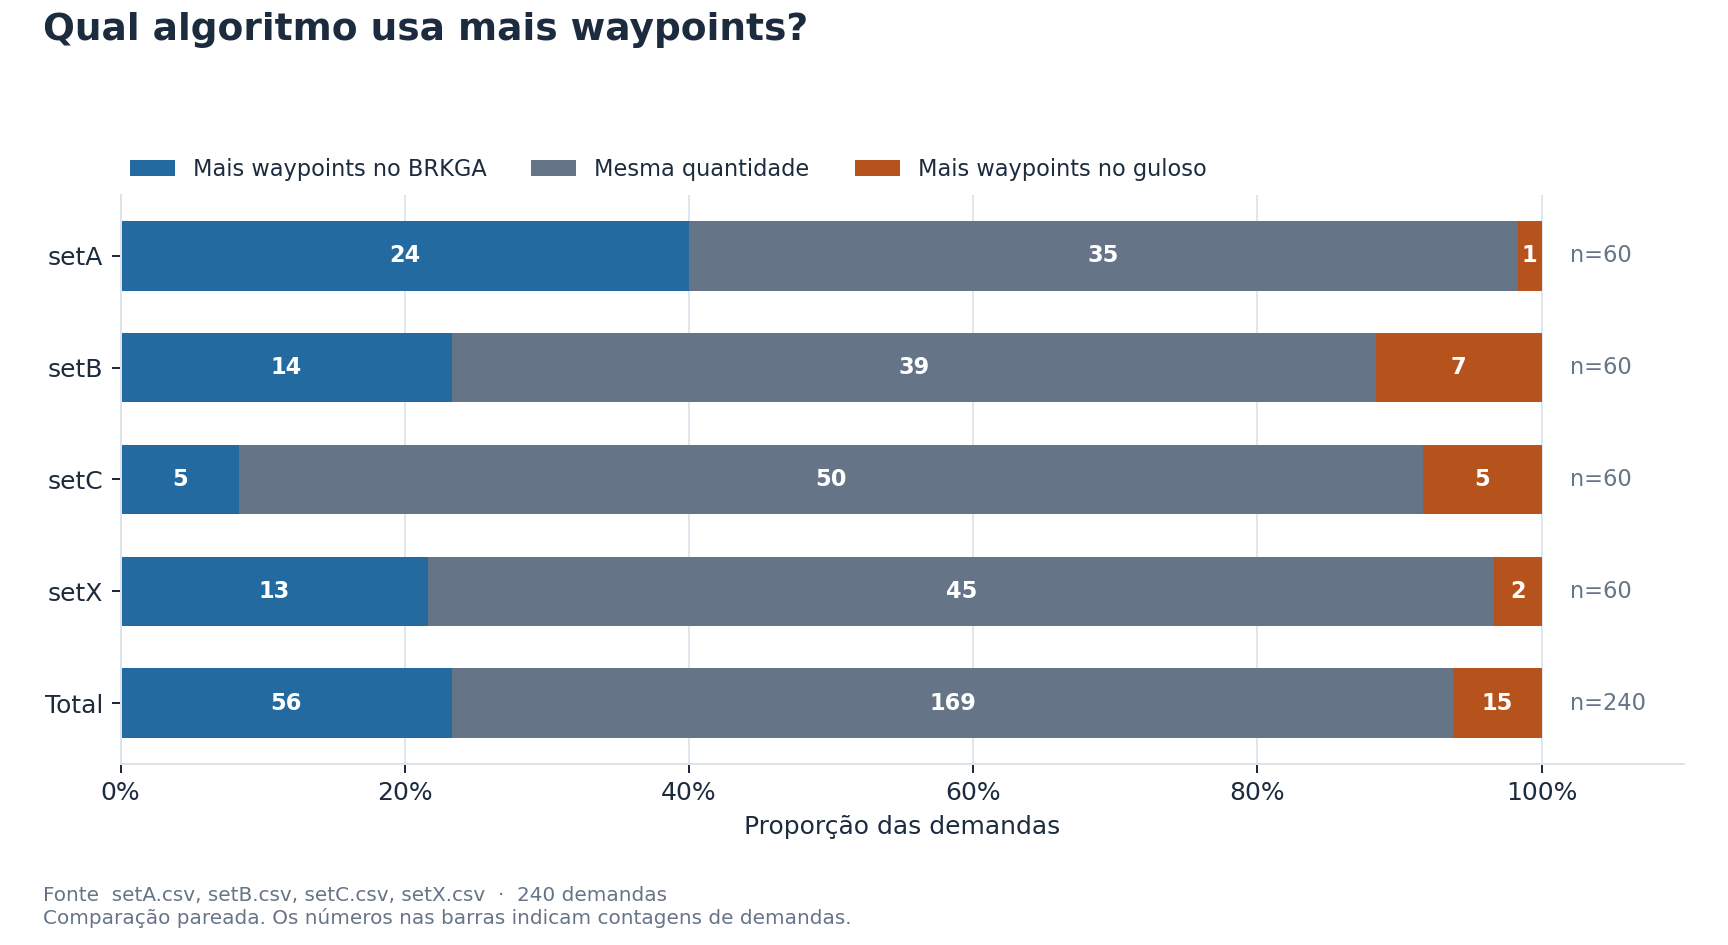 Qual algoritmo usa mais waypoints?
Mais waypoints no BRKGA Mesma quantidade Mais waypoints no guloso
setA 24 35 1 n=60
setB 14 39 7 n=60
setC 5 50 5 n=60
setX 13 45 2 n=60
Total 56 169 15 n=240
0% 20% 40% 60% 80% 100%
Proporção das demandas
Fonte setA.csv, setB.csv, setC.csv, setX.csv · 240 demandas
Comparação pareada. Os números nas barras indicam contagens de demandas.